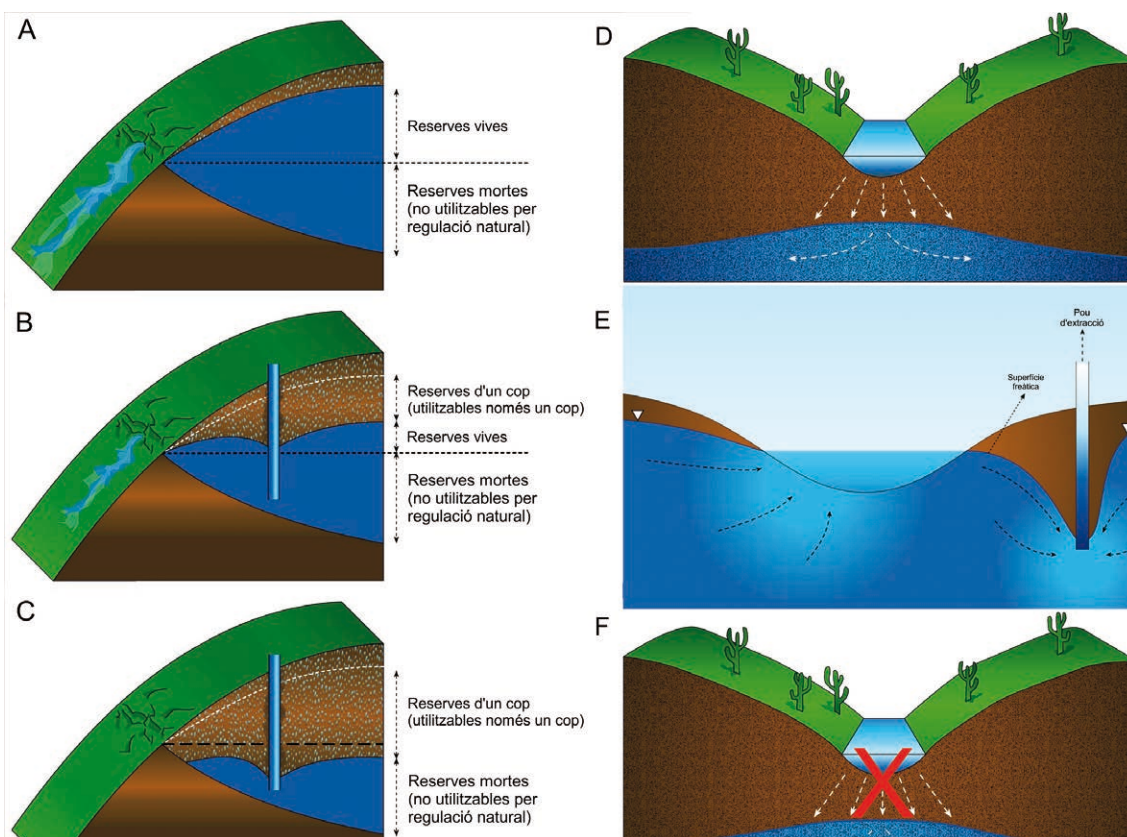 A
Reserves vives
Reserves mortes
(no utilitzables per
regulació natural)
B
Reserves d'un cop
(utilitzables només un cop)
Reserves vives
Reserves mortes
(no utilitzables per
regulació natural)
C
Reserves d'un cop
(utilitzables només un cop)
Reserves mortes
(no utilitzables per
regulació natural)
D
E
Pou
d'extracció
Superfície
freàtica
F